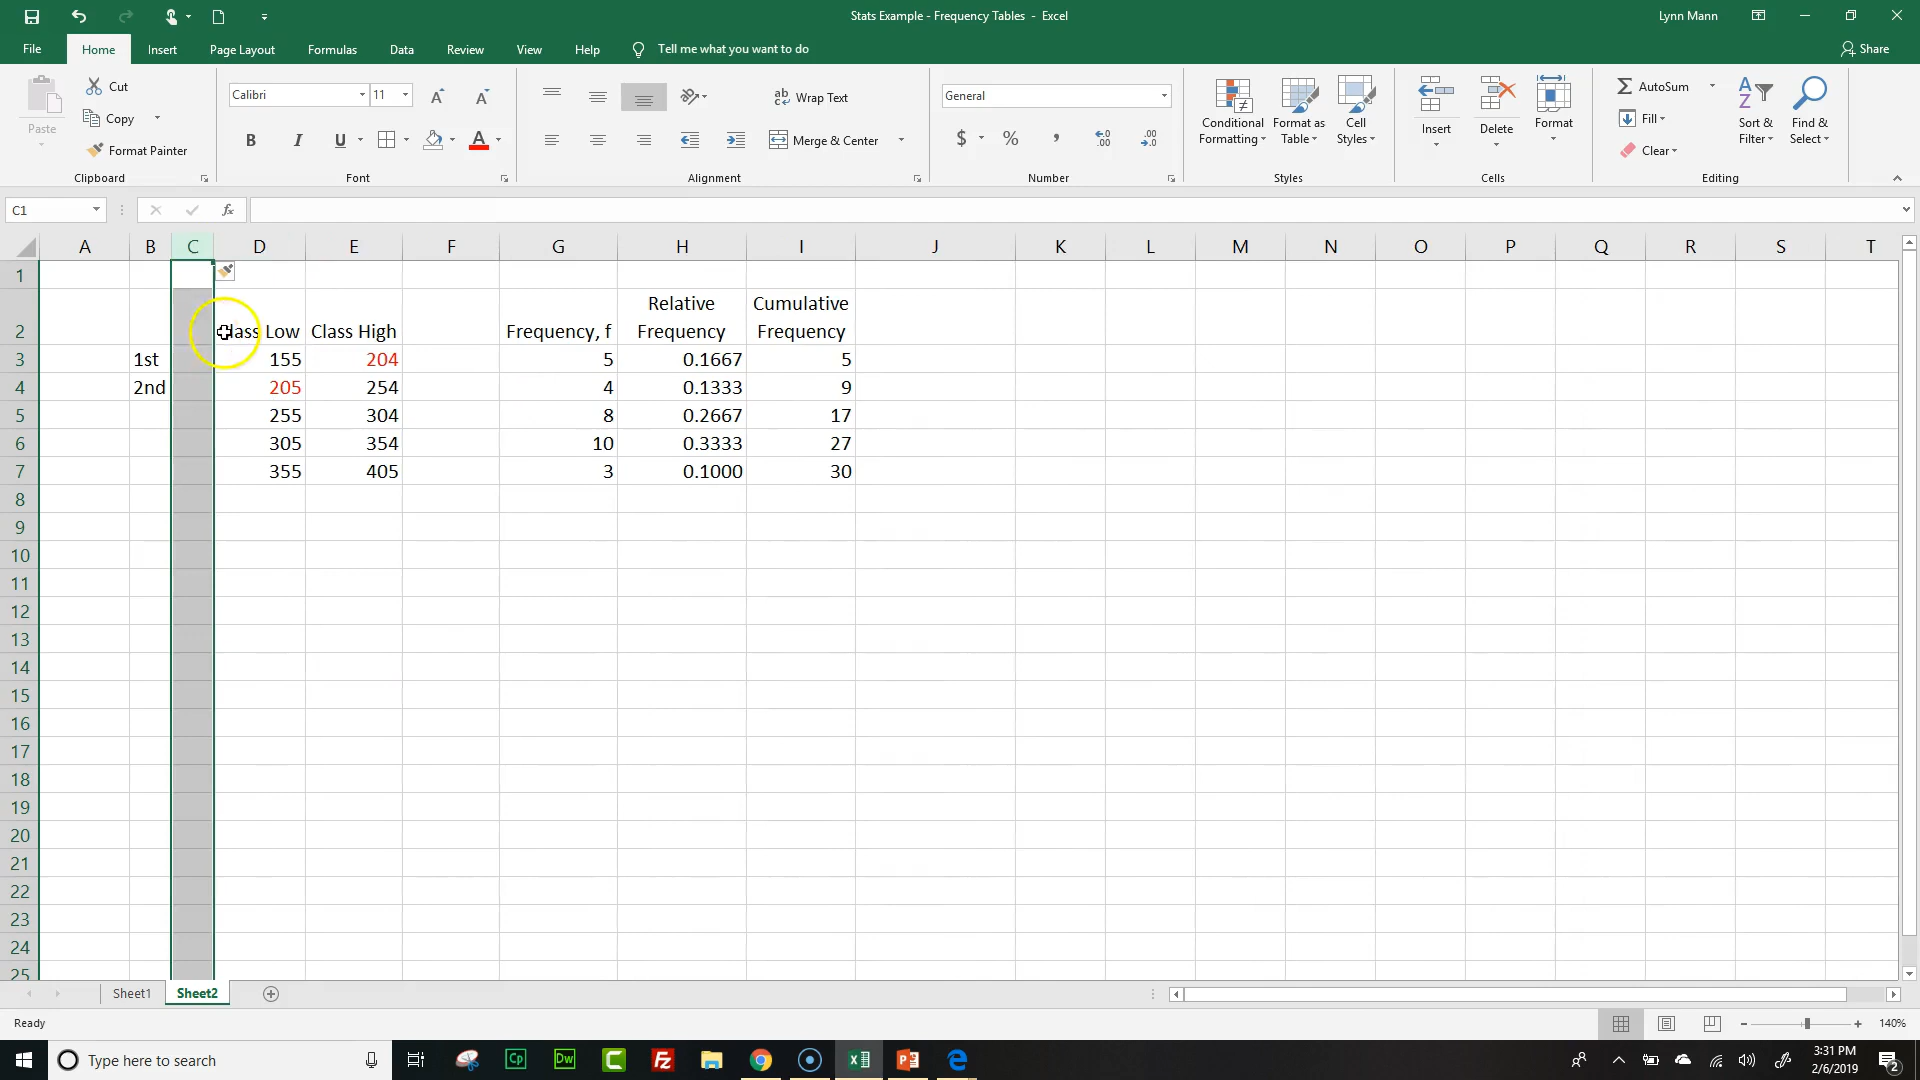 Stats Example - Frequency Tables - Excel
Lynn Mann
File Home Insert Page Layout Formulas Data Review View Help Tell me what you want to do Share
Paste
Cut
Copy
Format Painter
Clipboard
Calibri 11
B I U A
Font
ab Wrap Text
Merge & Center
Alignment
General
$ % ,
Number
Conditional Formatting
Format as Table
Cell Styles
Styles
Insert
Delete
Format
Cells
AutoSum
Fill
Clear
Sort & Filter
Find & Select
Editing
C1 fx
A B C D E F G H I J K L M N O P Q R S T
1
Relative Cumulative
2 Class Low Class High Frequency, f Frequency Frequency
3 1st 155 204 5 0.1667 5
4 2nd 205 254 4 0.1333 9
5 255 304 8 0.2667 17
6 305 354 10 0.3333 27
7 355 405 3 0.1000 30
8
9
10
11
12
13
14
15
16
17
18
19
20
21
22
23
24
25
Sheet1 Sheet2
Ready 140%
Type here to search
Cp Dw C Fz
3:31 PM
2/6/2019
2